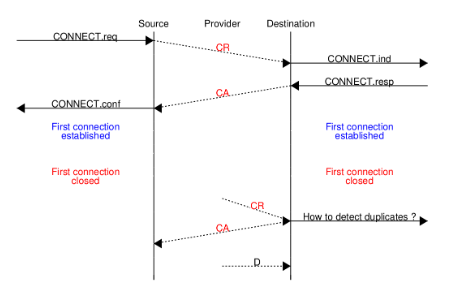 Source Provider Destination
CONNECT.req
CR
CONNECT.ind
CONNECT.resp
CA
CONNECT.conf
First connection
established
First connection
established
First connection
closed
First connection
closed
CR
How to detect duplicates ?
CA
D